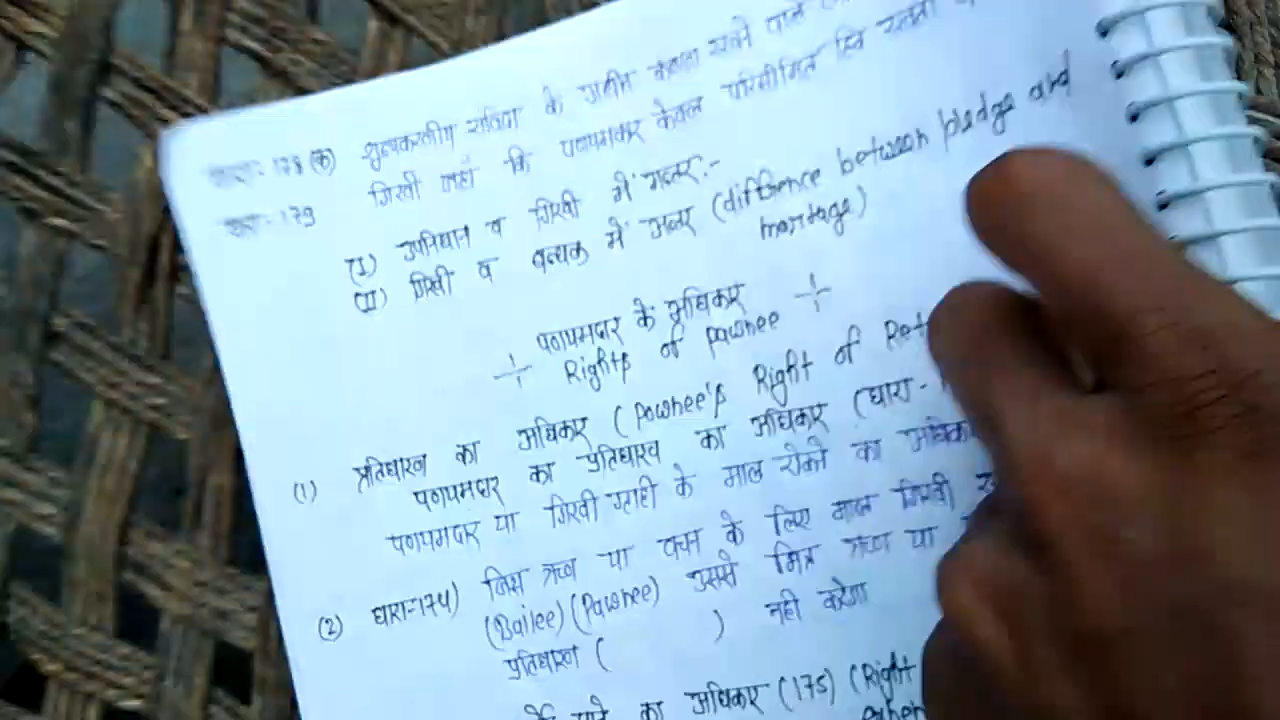 धारा- 178 (क) शून्यकरणीय संविदा के अधीन कब्जा रखने वाले
धारा- 179 गिरवी जहाँ कि पणयमकार केवल परिसीमित हित रखता
(I) उपनिधान व गिरवी में अन्तर:-
(II) गिरवी व बन्धक में अन्तर (difference between pledge and
mortage)
पणयमदार के अधिकार
Rights of pawnee
(1) प्रतिधारण का अधिकार (Pawnee's Right of Ret
पणयमदार का प्रतिधारण का अधिकार (धारा-
पणयमदार या गिरवी ग्राही के माल रोकने का अधिकार
(2) धारा-174) जिस ऋण या वचन के लिए माल गिरवी
(Bailee) (Pawnee) उससे भिन्न ऋण या
प्रतिधारण ( ) नही करेगा
का अधिकार (175) (Right